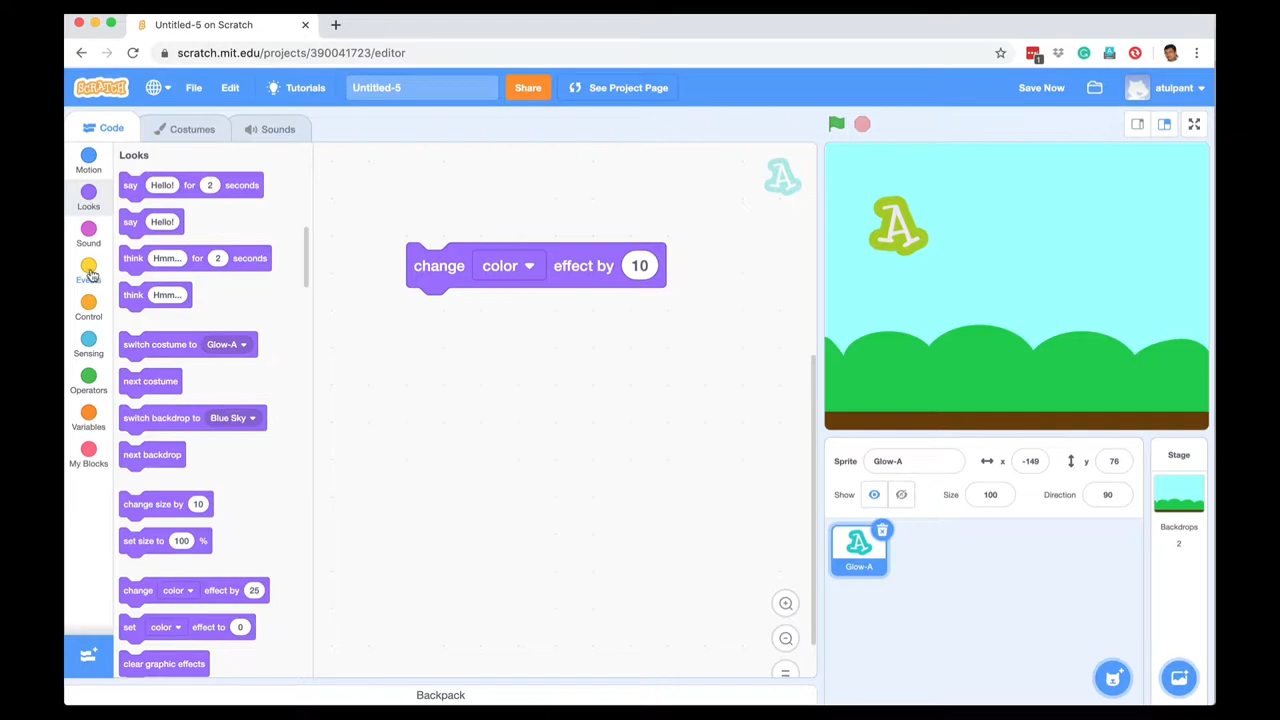 Untitled-5 on Scratch
scratch.mit.edu/projects/390041723/editor
1
SCRATCH
File
Edit
Tutorials
Untitled-5
Share
See Project Page
Save Now
atulpant
Code
Costumes
Sounds
Motion
Looks
Sound
Events
Control
Sensing
Operators
Variables
My Blocks
Looks
say Hello! for 2 seconds
say Hello!
think Hmm... for 2 seconds
think Hmm...
switch costume to Glow-A
next costume
switch backdrop to Blue Sky
next backdrop
change size by 10
set size to 100 %
change color effect by 25
set color effect to 0
clear graphic effects
change color effect by 10
A
A
Sprite Glow-A x -149 y 76
Show Size 100 Direction 90
A
Glow-A
Stage
Backdrops
2
Backpack